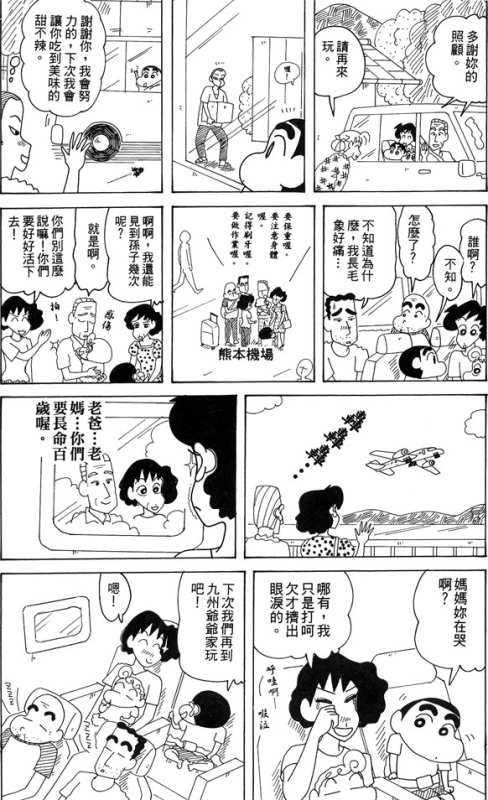 多謝妳的
照顧。
請再來
玩。
喔！
謝謝你，我會努
力的，下次我會
讓你吃到美味的
甜不辣。
誰啊？
不知。
怎麼了？
不知道為什
麼，我長毛
象好痛…
要保重喔。
要注意身體
喔。
記得刷牙喔。
要做作業喔。
熊本機場
啊啊，我還能
見到孫子幾次
呢？
就是啊。
感傷
拍
你們別這麼
說嘛！你們
要好好活下
去！
轟
轟
轟
老爸…老
媽…你們
要長命百
歲喔。
媽媽妳在哭
啊？
哪有，我
只是打呵
欠才擠出
眼淚的。
呼哇啊—
啜泣
下次我們再到
九州爺爺家玩
吧！
嗯！